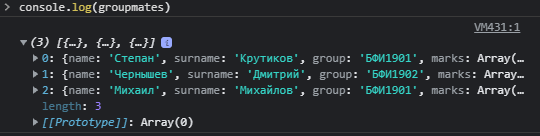 > console.log(groupmates)
VM431:1
▼ (3) [{…}, {…}, {…}] i
▶ 0: {name: 'Степан', surname: 'Крутиков', group: 'БФИ1901', marks: Array(…
▶ 1: {name: 'Чернышев', surname: 'Дмитрий', group: 'БФИ1902', marks: Array(…
▶ 2: {name: 'Михаил', surname: 'Михайлов', group: 'БФИ1901', marks: Array(…
length: 3
▶ [[Prototype]]: Array(0)